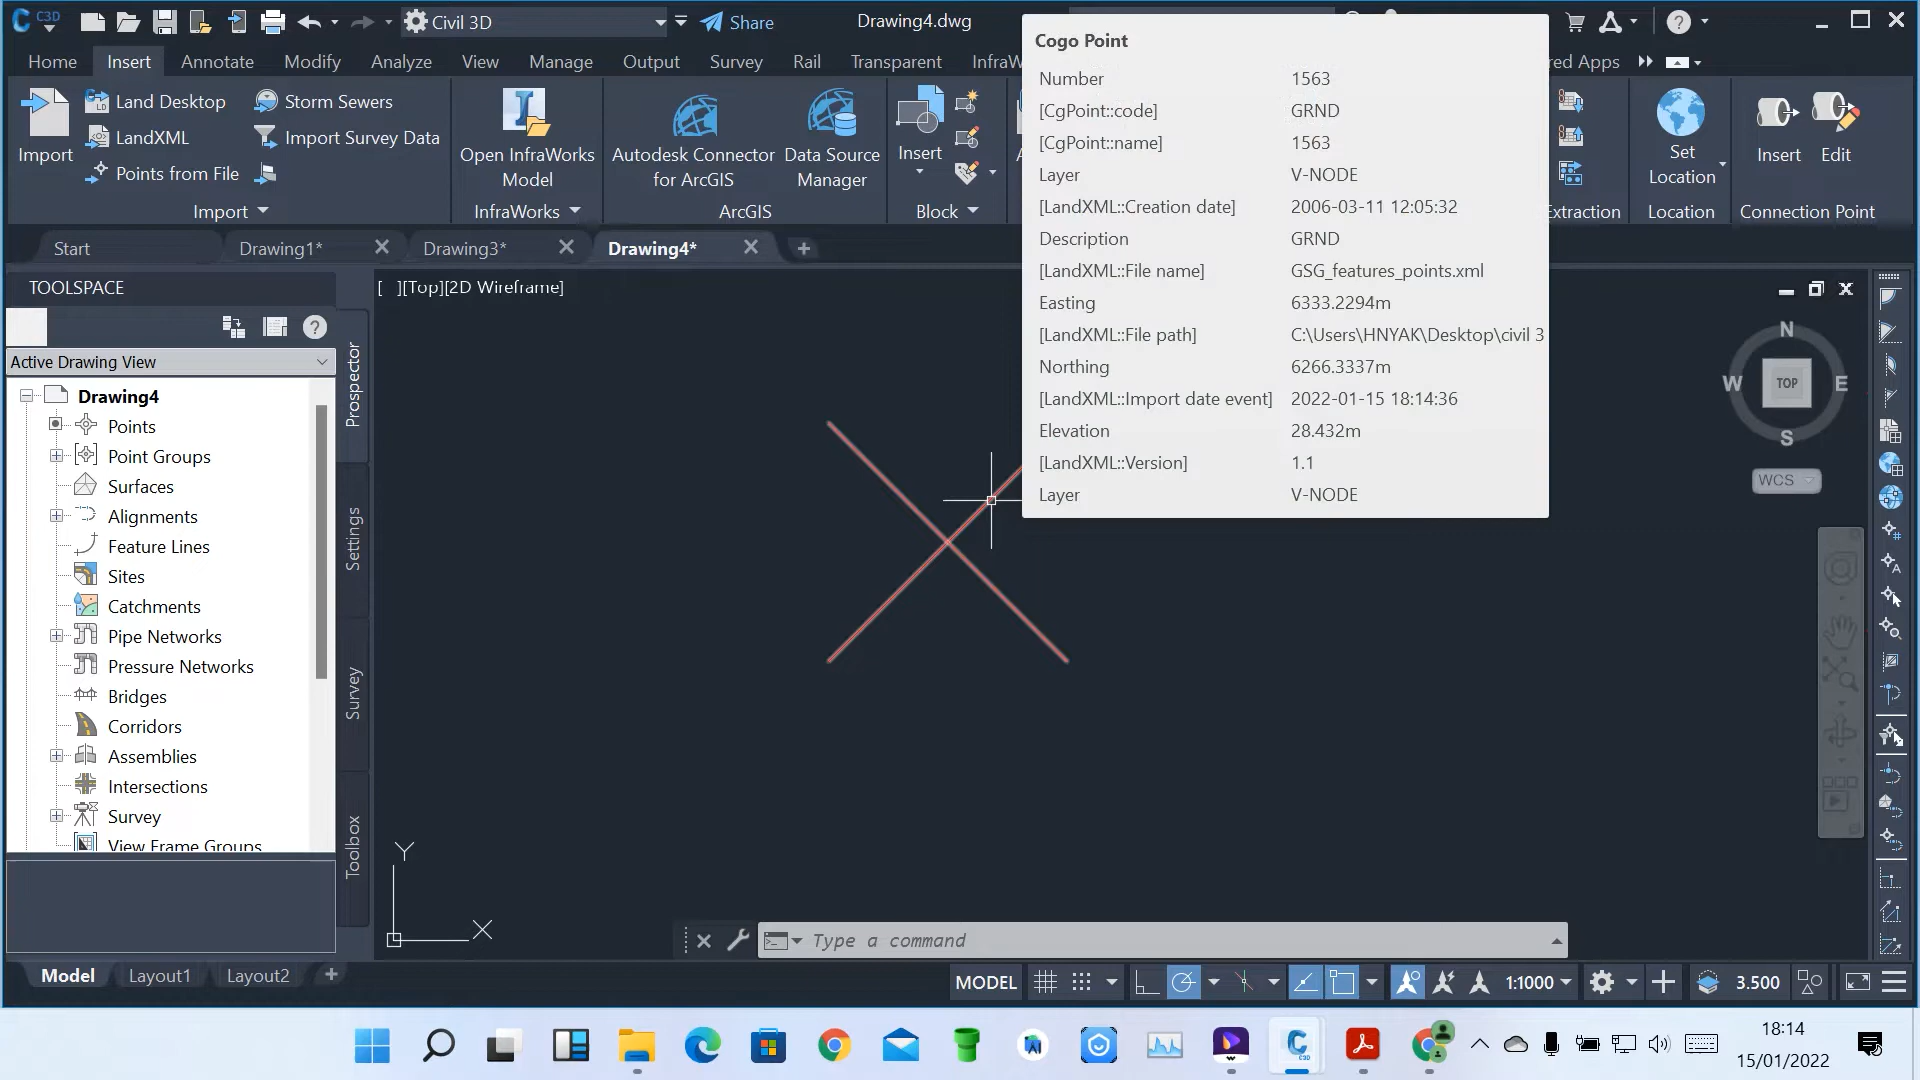 C3D
Civil 3D
Share
Drawing4.dwg
Home
Insert
Annotate
Modify
Analyze
View
Manage
Output
Survey
Rail
Transparent
InfraW
red Apps
Import
Land Desktop
LandXML
Points from File
Storm Sewers
Import Survey Data
Import
Open InfraWorks
Model
InfraWorks
Autodesk Connector
for ArcGIS
Data Source
Manager
ArcGIS
Insert
Block
Extraction
Set
Location
Location
Insert
Edit
Connection Point
Start
Drawing1*
Drawing3*
Drawing4*
TOOLSPACE
Active Drawing View
Drawing4
Points
Point Groups
Surfaces
Alignments
Feature Lines
Sites
Catchments
Pipe Networks
Pressure Networks
Bridges
Corridors
Assemblies
Intersections
Survey
View Frame Groups
Prospector
Settings
Survey
Toolbox
[ ][Top][2D Wireframe]
Cogo Point
Number 1563
[CgPoint::code] GRND
[CgPoint::name] 1563
Layer V-NODE
[LandXML::Creation date] 2006-03-11 12:05:32
Description GRND
[LandXML::File name] GSG_features_points.xml
Easting 6333.2294m
[LandXML::File path] C:\Users\HNYAK\Desktop\civil 3
Northing 6266.3337m
[LandXML::Import date event] 2022-01-15 18:14:36
Elevation 28.432m
[LandXML::Version] 1.1
Layer V-NODE
N
W
TOP
E
S
WCS
Y
X
Type a command
Model
Layout1
Layout2
MODEL
1:1000
3.500
18:14
15/01/2022